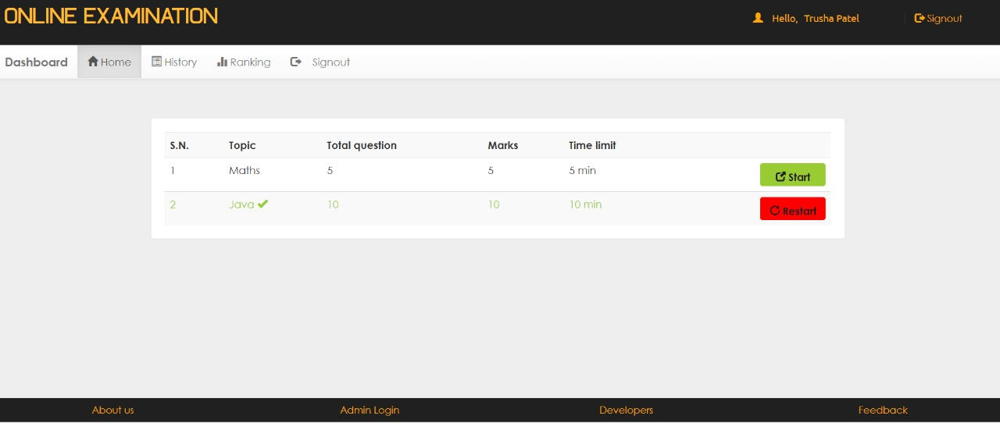 ONLINE EXAMINATION
Hello, Trusha Patel
Signout
Dashboard Home History Ranking Signout
S.N. Topic Total question Marks Time limit
1 Maths 5 5 5 min Start
2 Java 10 10 10 min Restart
About us Admin Login Developers Feedback